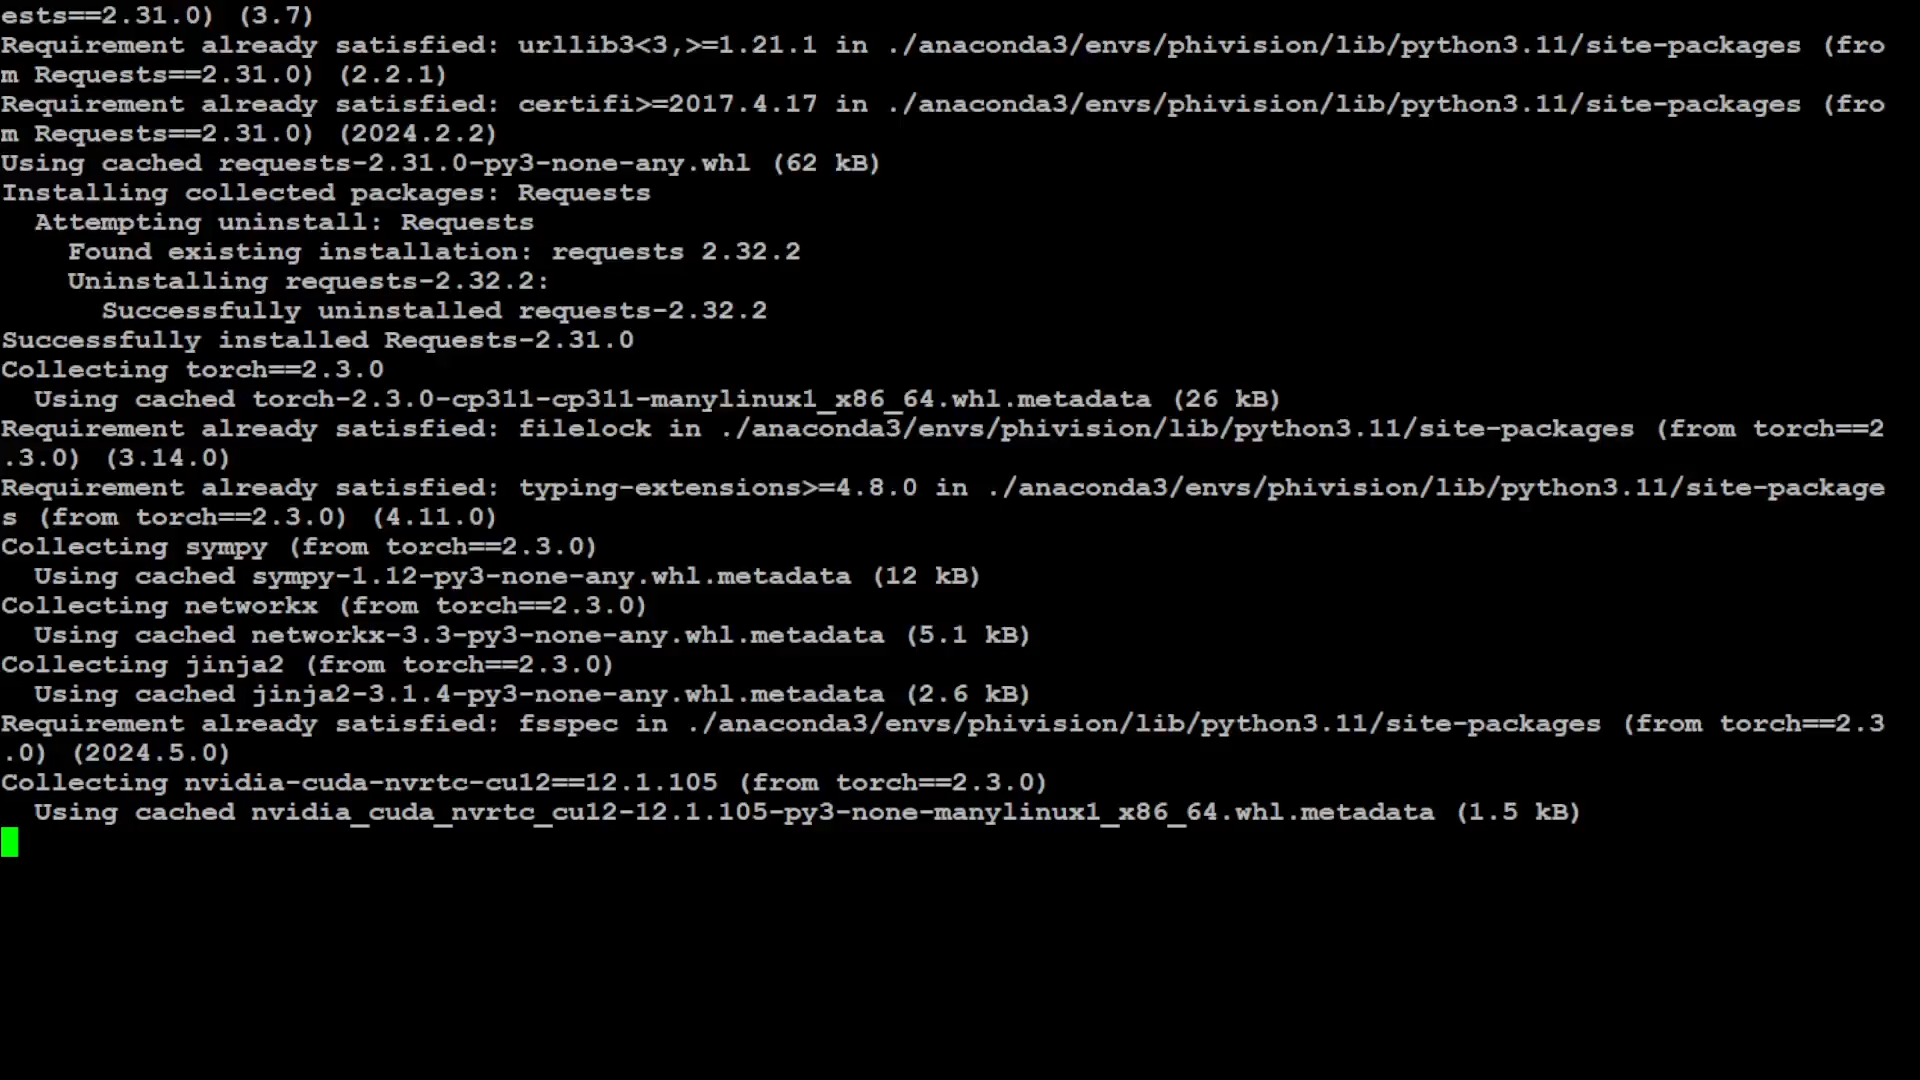 ests==2.31.0) (3.7)
Requirement already satisfied: urllib3<3,>=1.21.1 in ./anaconda3/envs/phivision/lib/python3.11/site-packages (fro
m Requests==2.31.0) (2.2.1)
Requirement already satisfied: certifi>=2017.4.17 in ./anaconda3/envs/phivision/lib/python3.11/site-packages (fro
m Requests==2.31.0) (2024.2.2)
Using cached requests-2.31.0-py3-none-any.whl (62 kB)
Installing collected packages: Requests
  Attempting uninstall: Requests
    Found existing installation: requests 2.32.2
    Uninstalling requests-2.32.2:
      Successfully uninstalled requests-2.32.2
Successfully installed Requests-2.31.0
Collecting torch==2.3.0
  Using cached torch-2.3.0-cp311-cp311-manylinux1_x86_64.whl.metadata (26 kB)
Requirement already satisfied: filelock in ./anaconda3/envs/phivision/lib/python3.11/site-packages (from torch==2
.3.0) (3.14.0)
Requirement already satisfied: typing-extensions>=4.8.0 in ./anaconda3/envs/phivision/lib/python3.11/site-package
s (from torch==2.3.0) (4.11.0)
Collecting sympy (from torch==2.3.0)
  Using cached sympy-1.12-py3-none-any.whl.metadata (12 kB)
Collecting networkx (from torch==2.3.0)
  Using cached networkx-3.3-py3-none-any.whl.metadata (5.1 kB)
Collecting jinja2 (from torch==2.3.0)
  Using cached jinja2-3.1.4-py3-none-any.whl.metadata (2.6 kB)
Requirement already satisfied: fsspec in ./anaconda3/envs/phivision/lib/python3.11/site-packages (from torch==2.3
.0) (2024.5.0)
Collecting nvidia-cuda-nvrtc-cu12==12.1.105 (from torch==2.3.0)
  Using cached nvidia_cuda_nvrtc_cu12-12.1.105-py3-none-manylinux1_x86_64.whl.metadata (1.5 kB)